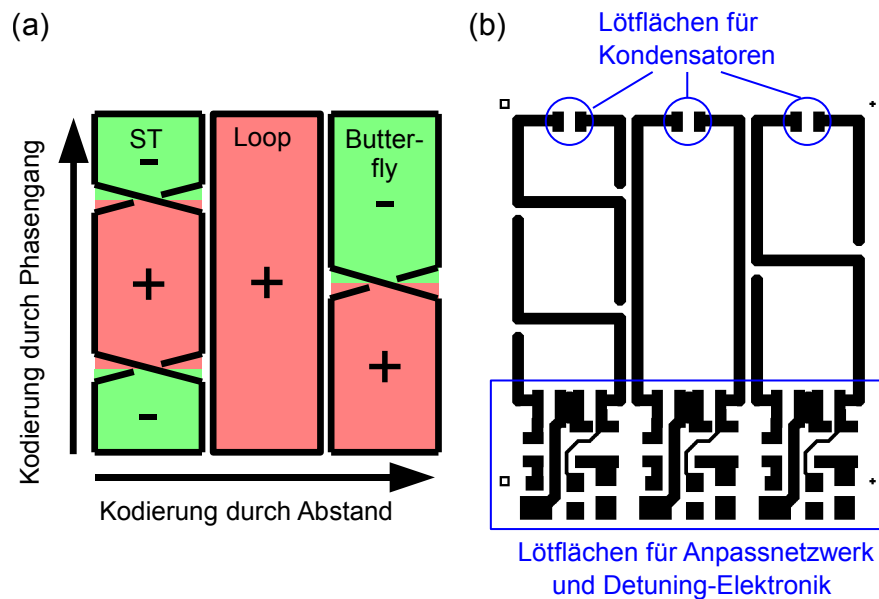 (a)
ST
-
+
-
Loop
+
Butter-
fly
-
+
Kodierung durch Phasengang
Kodierung durch Abstand
(b)
Lötflächen für
Kondensatoren
Lötflächen für Anpassnetzwerk
und Detuning-Elektronik